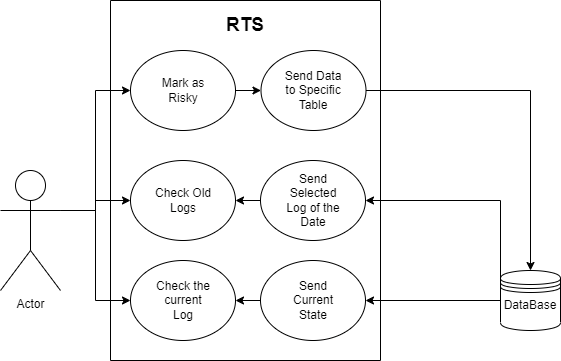 RTS
Mark as
Risky
Send Data
to Specific
Table
Check Old
Logs
Send
Selected
Log of the
Date
Actor
Check the
current
Log
Send
Current
State
DataBase